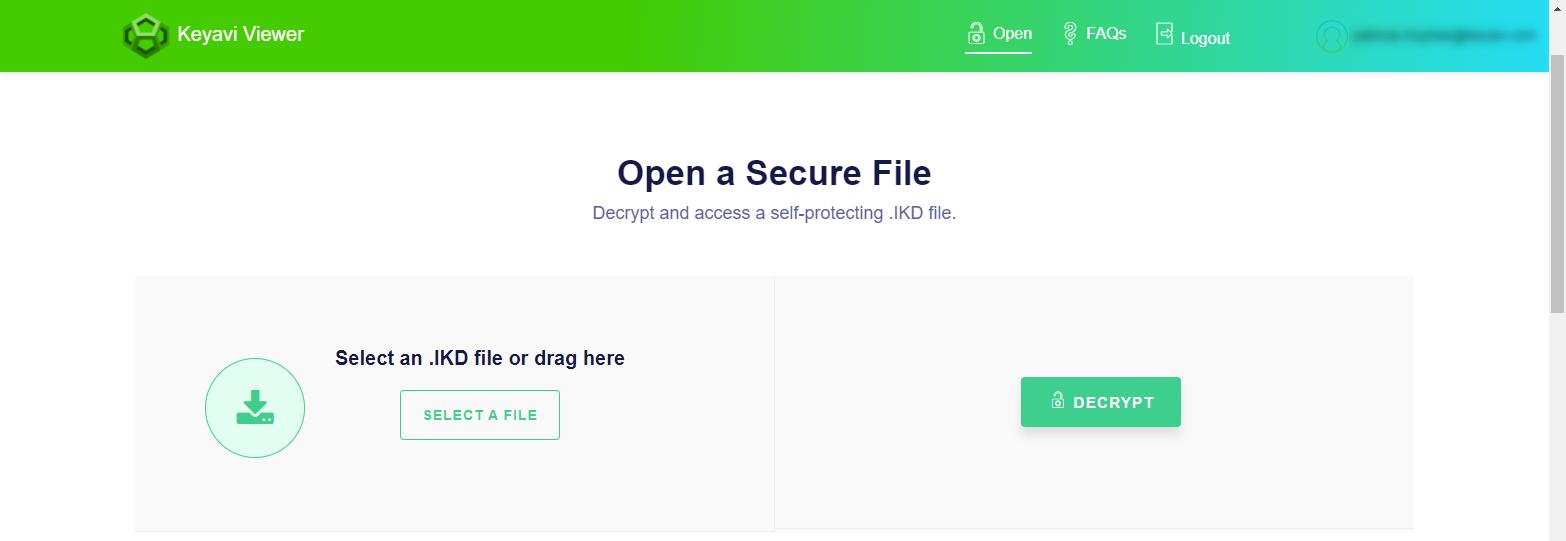 Keyavi Viewer
Open
FAQs
Logout
Open a Secure File
Decrypt and access a self-protecting .IKD file.
Select an .IKD file or drag here
SELECT A FILE
DECRYPT